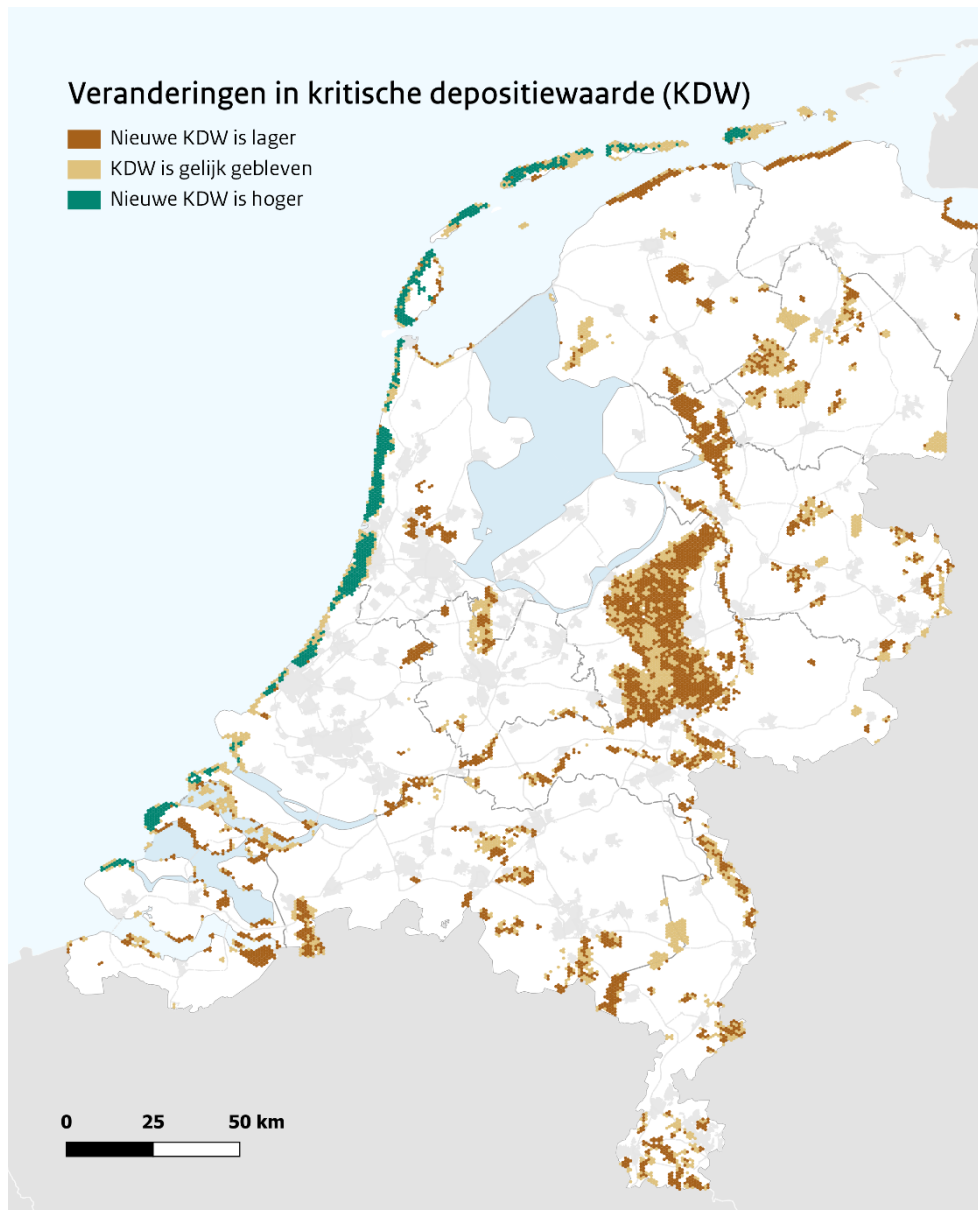 Veranderingen in kritische depositiewaarde (KDW)
Nieuwe KDW is lager
KDW is gelijk gebleven
Nieuwe KDW is hoger
0 25 50 km